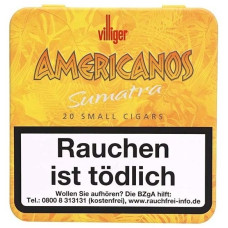 villiger
AMERICANOS
Sumatra
20 SMALL CIGARS
Rauchen
ist tödlich
Wollen Sie aufhören? Die BZgA hilft:
Tel.: 0800 8 313131 (kostenfrei), www.rauchfrei-info.de